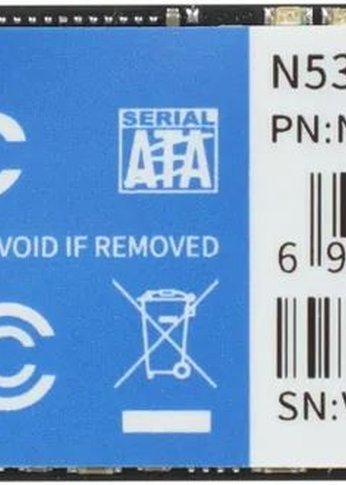 SERIAL
ATA
VOID IF REMOVED
N53
PN:N
6 9
SN:V